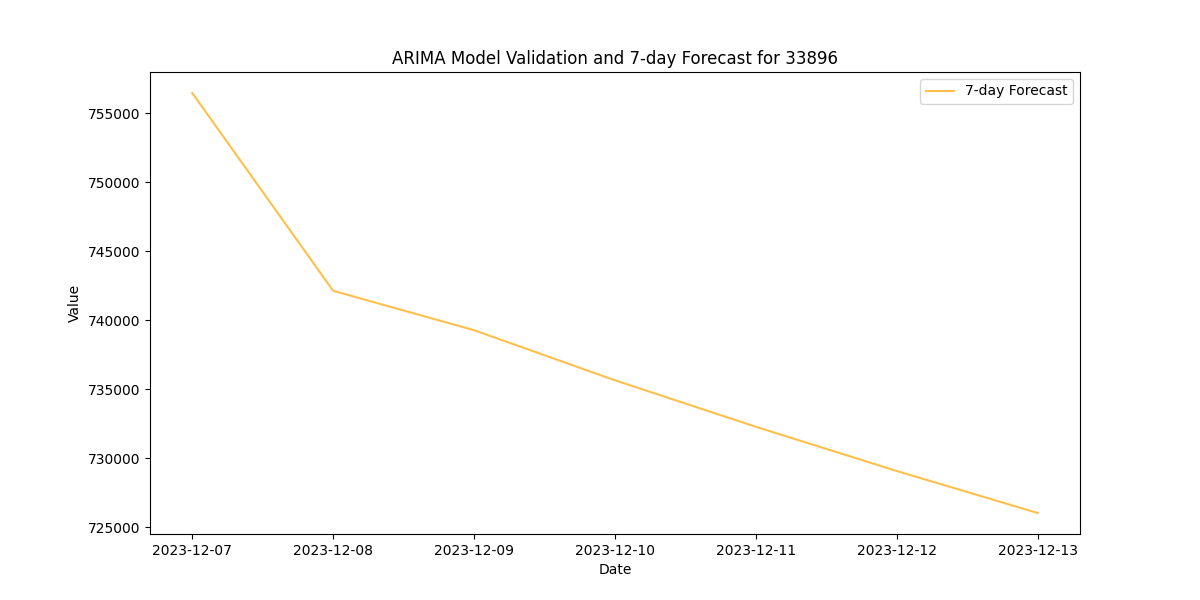 ARIMA Model Validation and 7-day Forecast for 33896
7-day Forecast
755000
750000
745000
740000
735000
730000
725000
Value
2023-12-07 2023-12-08 2023-12-09 2023-12-10 2023-12-11 2023-12-12 2023-12-13
Date